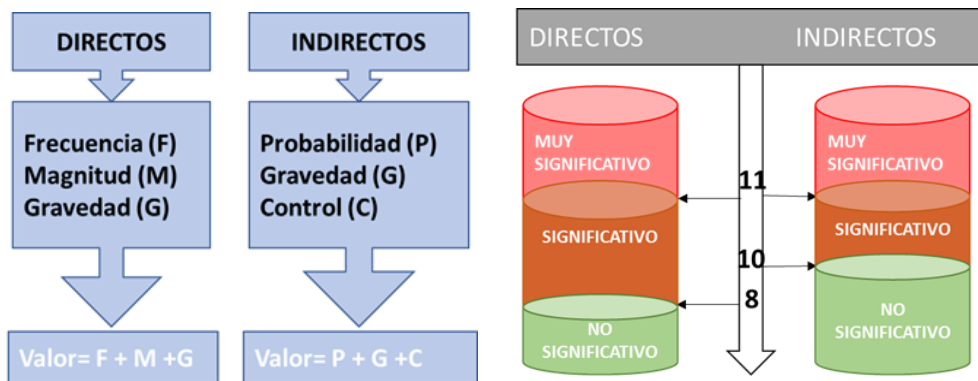 DIRECTOS
Frecuencia (F)
Magnitud (M)
Gravedad (G)
Valor= F + M +G
INDIRECTOS
Probabilidad (P)
Gravedad (G)
Control (C)
Valor= P + G +C
DIRECTOS
INDIRECTOS
MUY
SIGNIFICATIVO
SIGNIFICATIVO
NO
SIGNIFICATIVO
11
10
8
MUY
SIGNIFICATIVO
SIGNIFICATIVO
NO
SIGNIFICATIVO